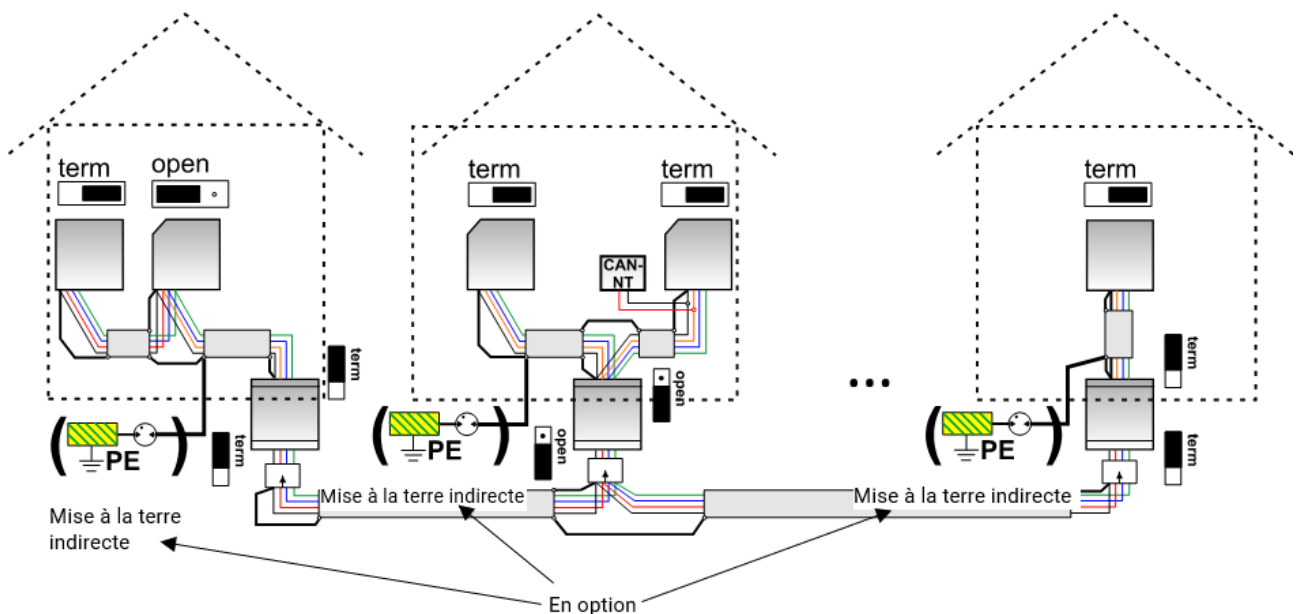 term open
term term
term
CAN-
NT
term
open
term
PE
term
PE
open
PE
term
Mise à la terre indirecte
Mise à la terre indirecte
Mise à la terre
indirecte
En option